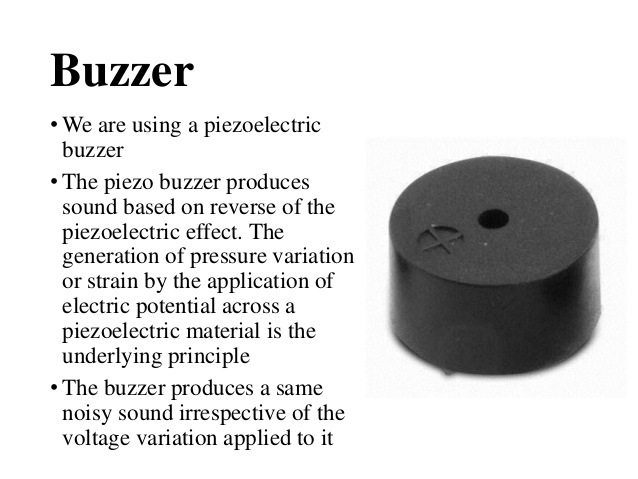 Buzzer
• We are using a piezoelectric
buzzer
• The piezo buzzer produces
sound based on reverse of the
piezoelectric effect. The
generation of pressure variation
or strain by the application of
electric potential across a
piezoelectric material is the
underlying principle
• The buzzer produces a same
noisy sound irrespective of the
voltage variation applied to it